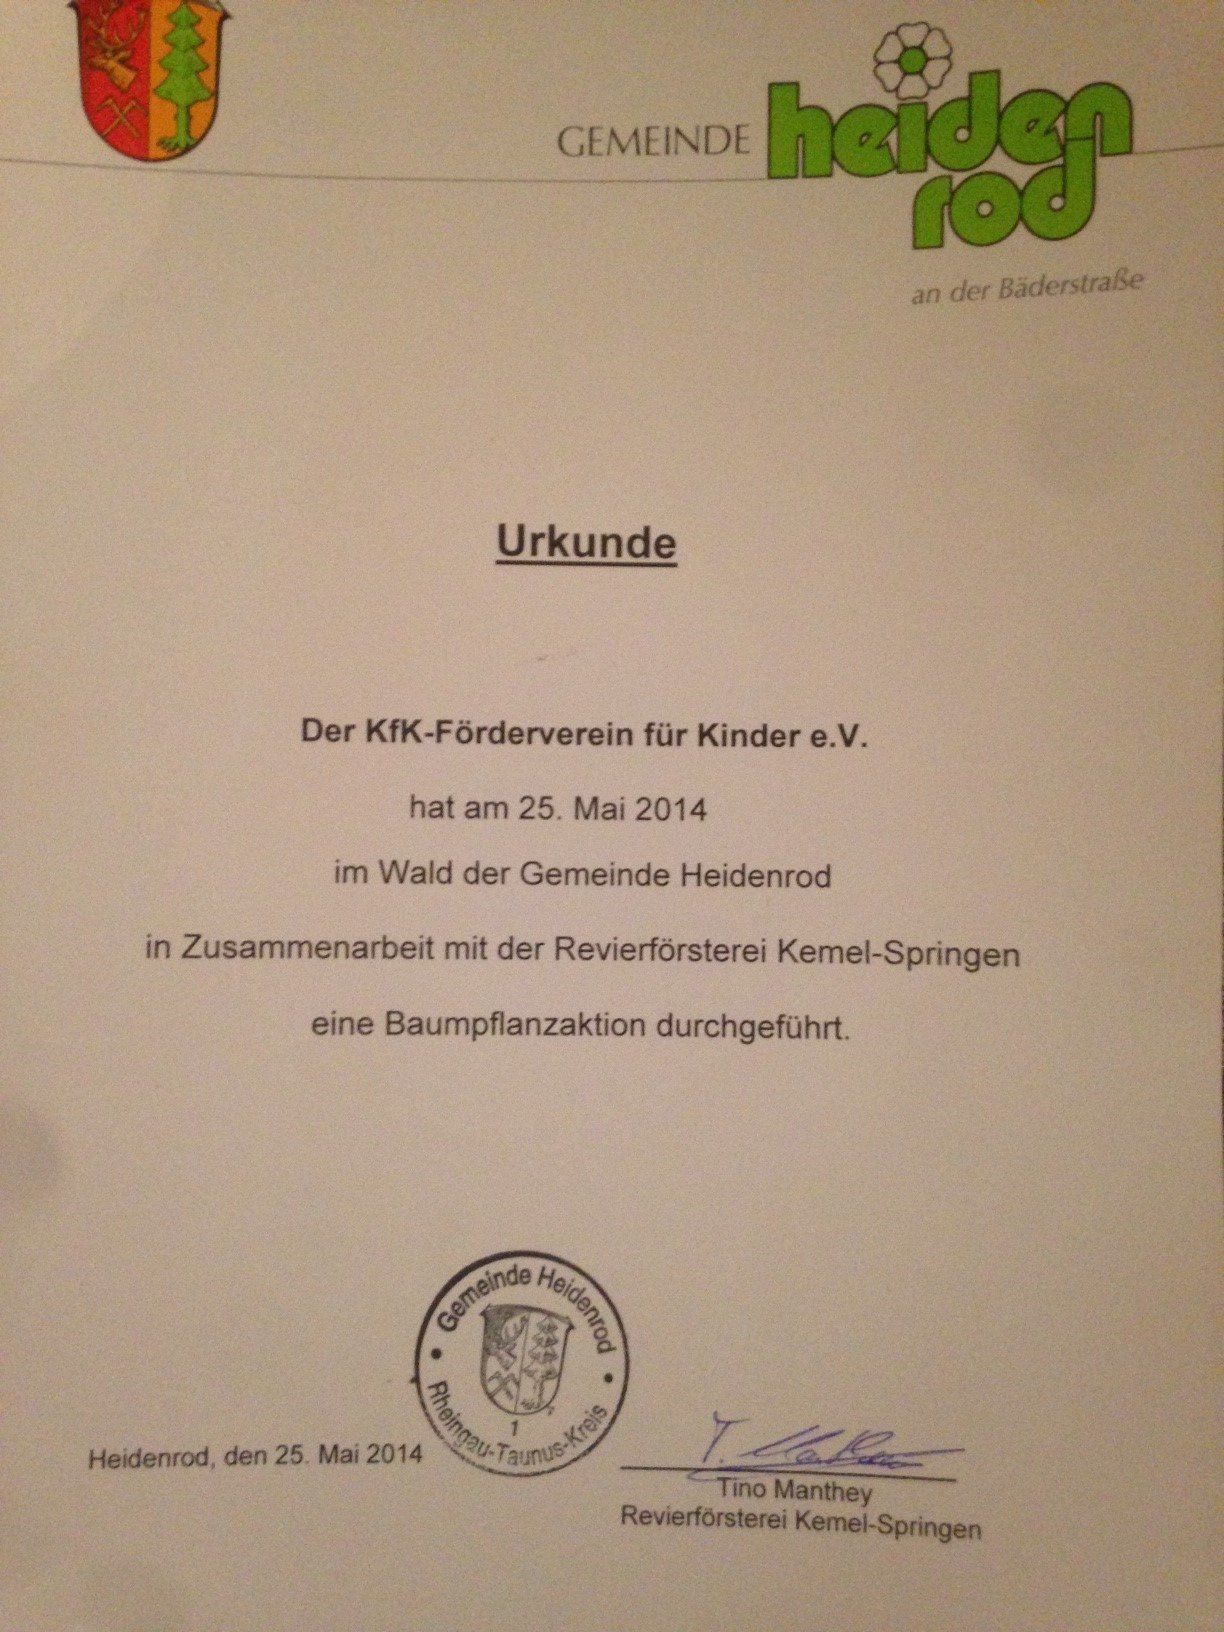 GEMEINDE heiden
rod
an der Bäderstraße
Urkunde
Der KfK-Förderverein für Kinder e.V.
hat am 25. Mai 2014
im Wald der Gemeinde Heidenrod
in Zusammenarbeit mit der Revierförsterei Kemel-Springen
eine Baumpflanzaktion durchgeführt.
Gemeinde Heidenrod
1
Rheingau-Taunus-Kreis
Heidenrod, den 25. Mai 2014
T. Manthey
Tino Manthey
Revierförsterei Kemel-Springen